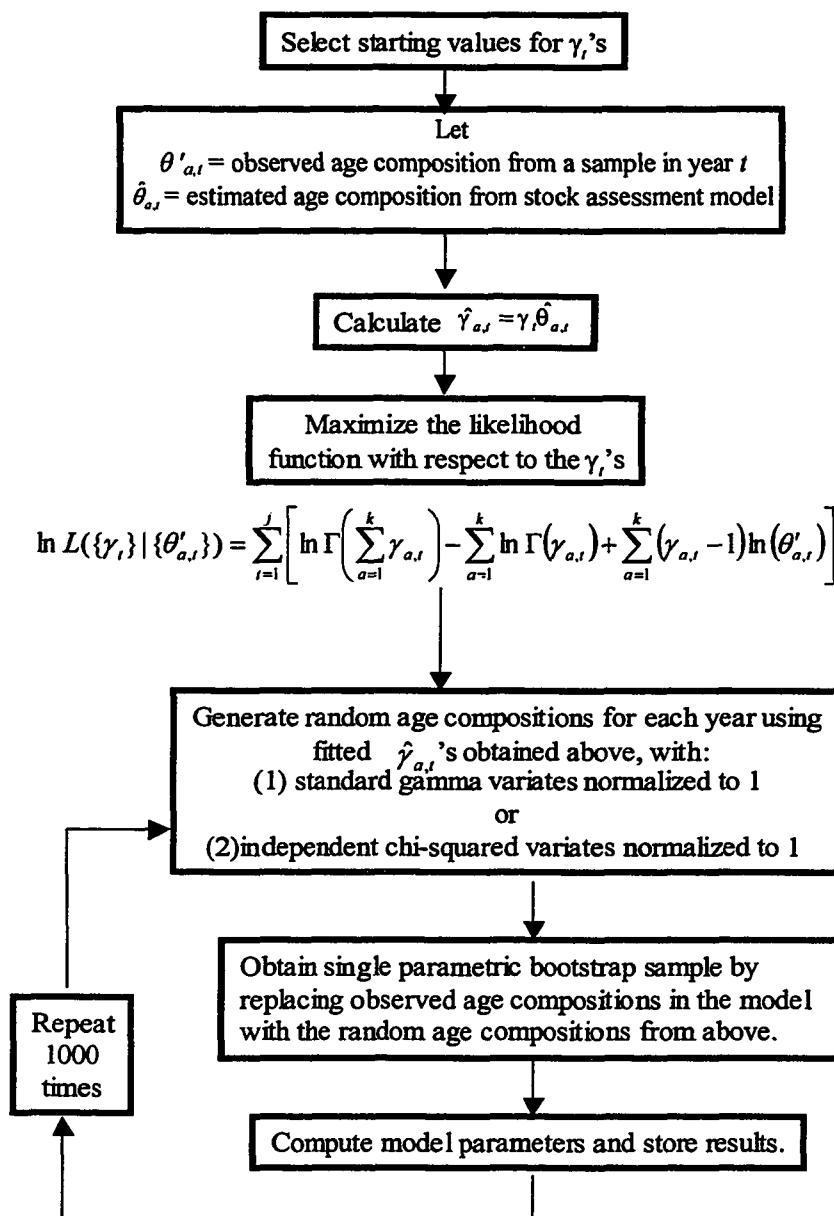 Select starting values for γₜ's
Let
θ'ₐ,ₜ = observed age composition from a sample in year t
θ̂ₐ,ₜ = estimated age composition from stock assessment model
Calculate γ̂ₐ,ₜ = γₜθ̂ₐ,ₜ
Maximize the likelihood
function with respect to the γₜ's
ln L({γₜ} | {θ'ₐ,ₜ}) = ∑ₜ₌₁ʲ [ ln Γ( ∑ₐ₌₁ᵏ γₐ,ₜ ) − ∑ₐ₌₁ᵏ ln Γ(γₐ,ₜ) + ∑ₐ₌₁ᵏ (γₐ,ₜ − 1) ln(θ'ₐ,ₜ) ]
Generate random age compositions for each year using
fitted γ̂ₐ,ₜ's obtained above, with:
(1) standard gamma variates normalized to 1
or
(2)independent chi-squared variates normalized to 1
Obtain single parametric bootstrap sample by
replacing observed age compositions in the model
with the random age compositions from above.
Repeat
1000
times
Compute model parameters and store results.